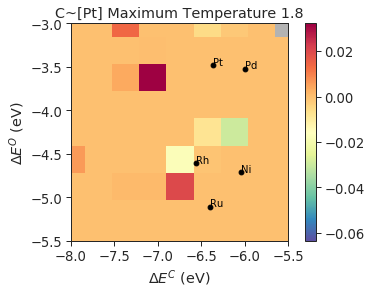 C~[Pt] Maximum Temperature 1.8
−3.0
−3.5
−4.0
−4.5
−5.0
−5.5
ΔE^O (eV)
Pt
Pd
Rh
Ni
Ru
−8.0 −7.5 −7.0 −6.5 −6.0 −5.5
ΔE^C (eV)
0.02
0.00
−0.02
−0.04
−0.06